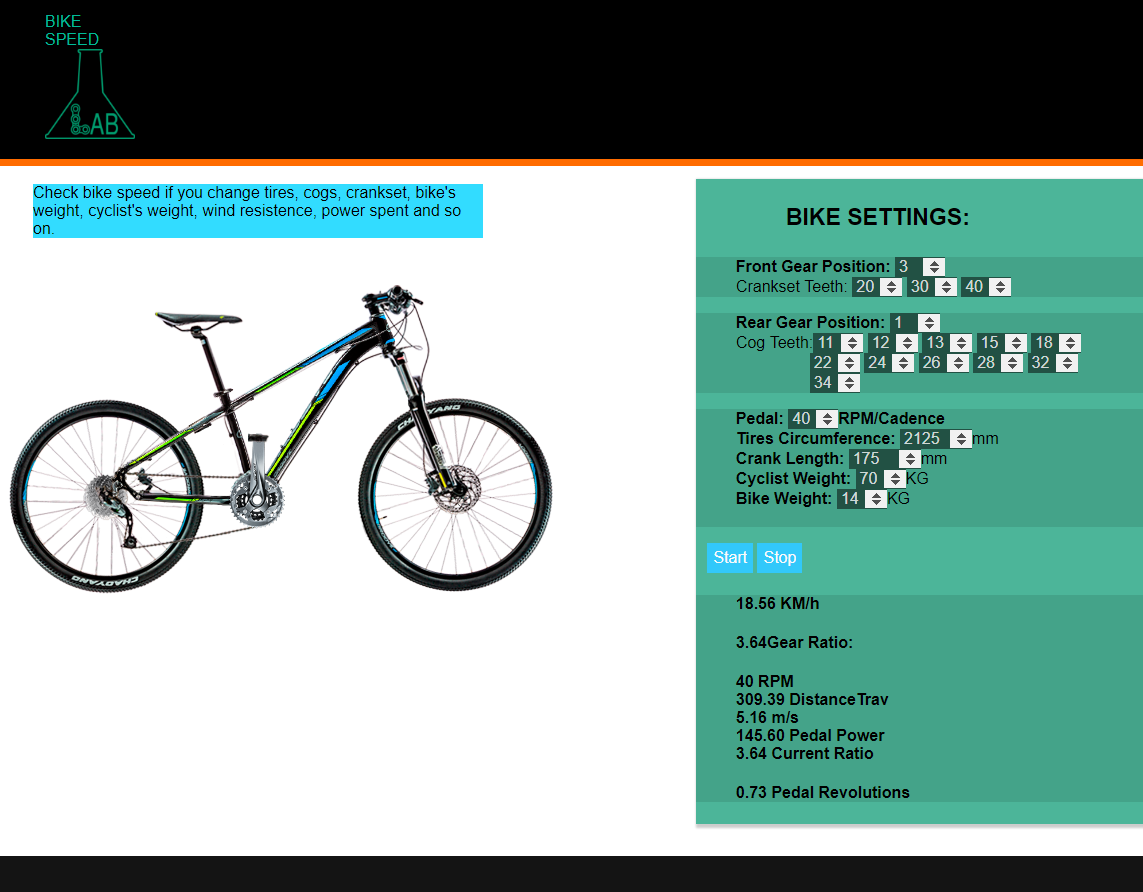 BIKE
SPEED
LAB
Check bike speed if you change tires, cogs, crankset, bike's
weight, cyclist's weight, wind resistence, power spent and so
on.
CHAOYANG
CHAOYANG
BIKE SETTINGS:
Front Gear Position: 3
Crankset Teeth: 20 30 40
Rear Gear Position: 1
Cog Teeth: 11 12 13 15 18
22 24 26 28 32
34
Pedal: 40 RPM/Cadence
Tires Circumference: 2125 mm
Crank Length: 175 mm
Cyclist Weight: 70 KG
Bike Weight: 14 KG
Start Stop
18.56 KM/h
3.64Gear Ratio:
40 RPM
309.39 DistanceTrav
5.16 m/s
145.60 Pedal Power
3.64 Current Ratio
0.73 Pedal Revolutions